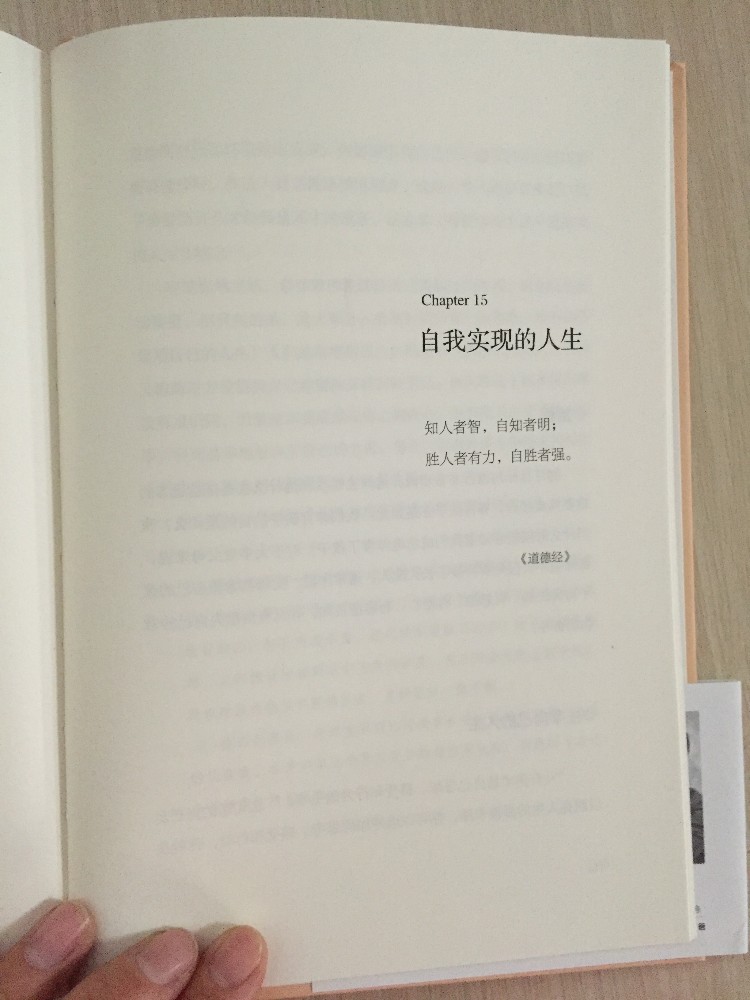 Chapter 15
自我实现的人生
知人者智，自知者明；
胜人者有力，自胜者强。
《道德经》